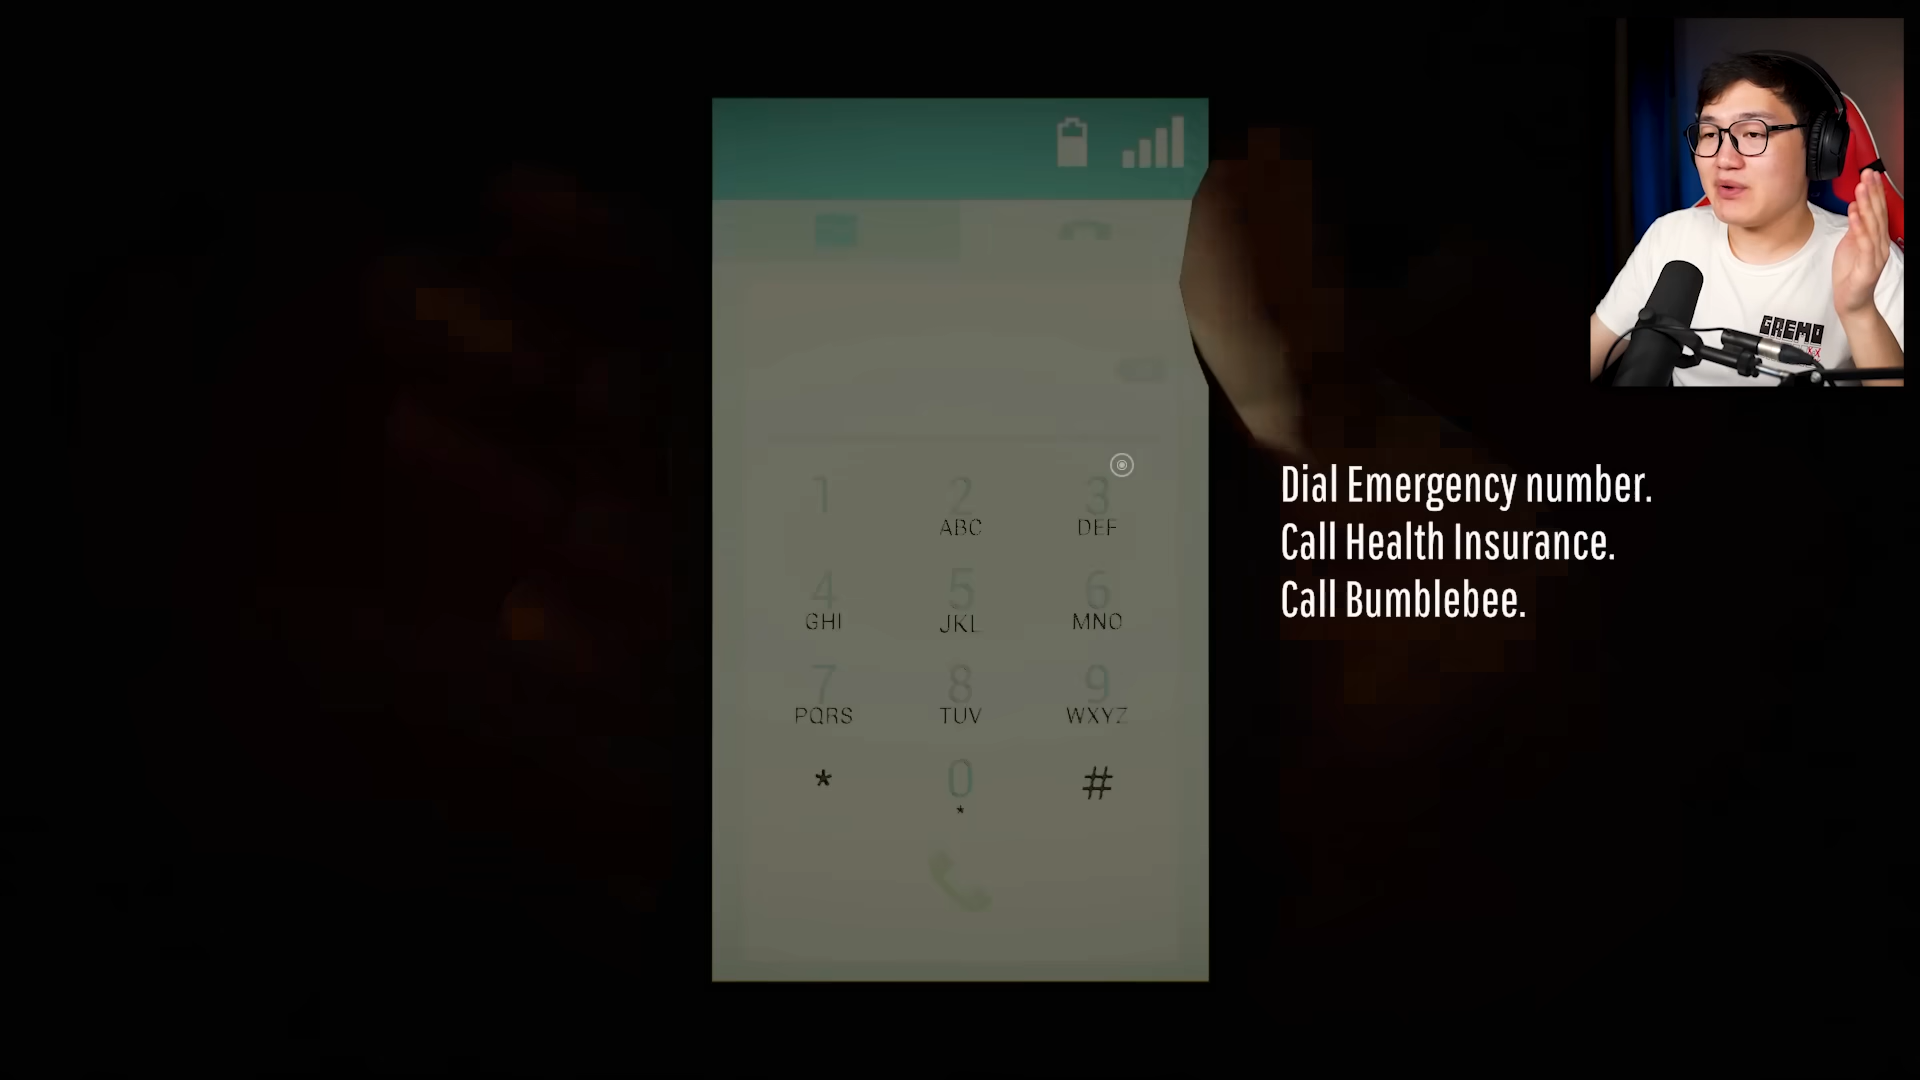 1
2
3
ABC
DEF
4
5
6
GHI
JKL
MNO
7
8
9
PQRS
TUV
WXYZ
*
0
#
*
Dial Emergency number.
Call Health Insurance.
Call Bumblebee.
GREMO